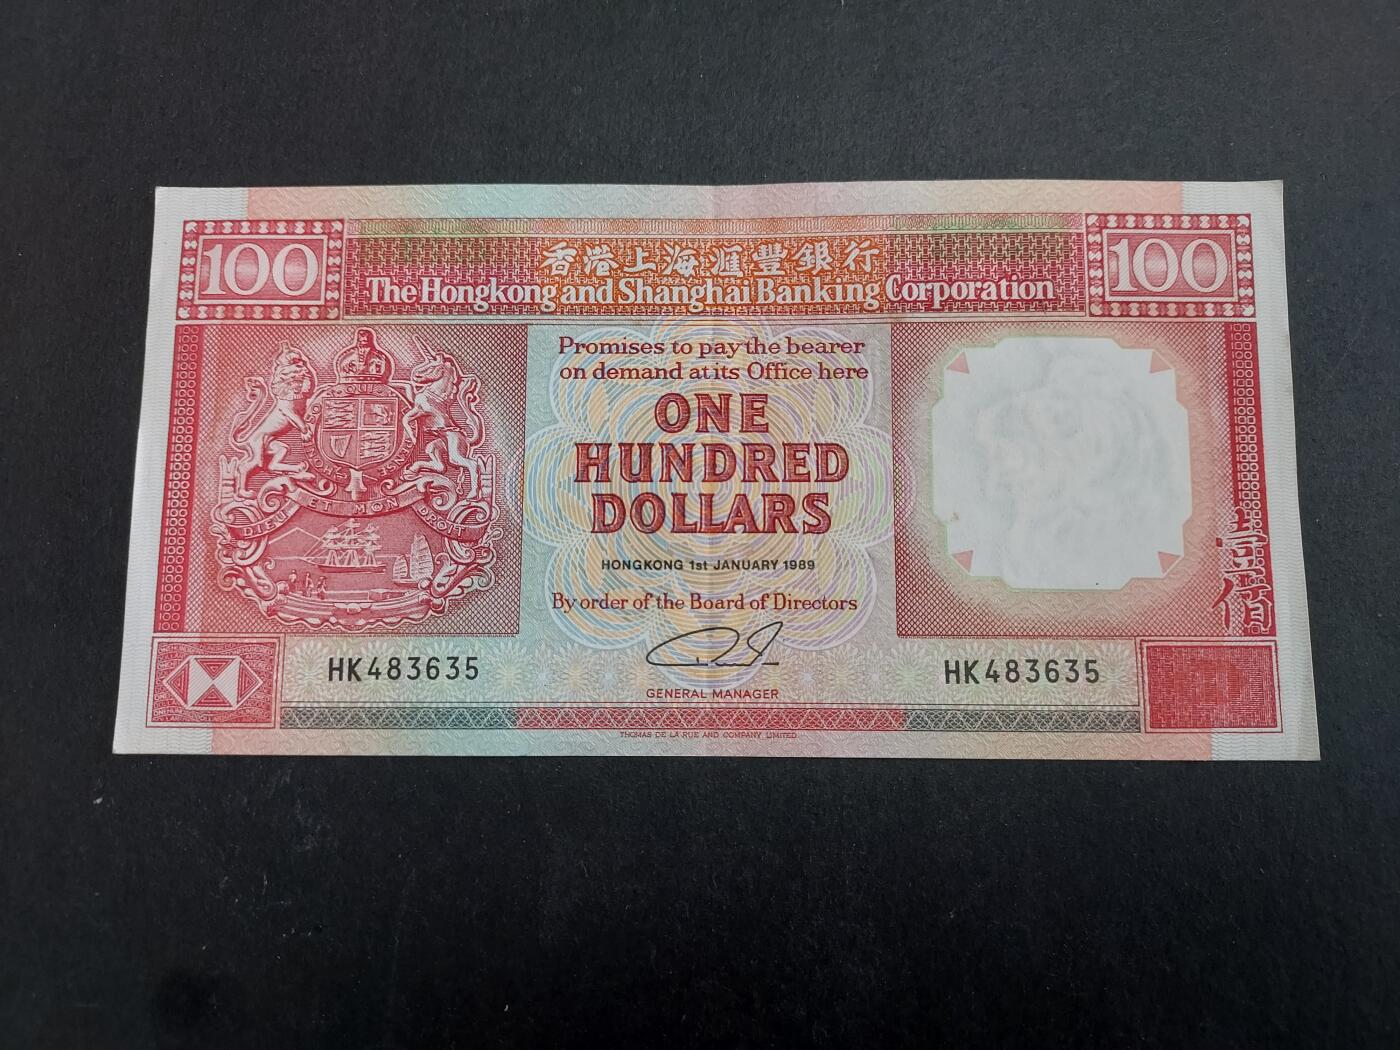 100
100
香港上海滙豐銀行
The Hongkong and Shanghai Banking Corporation
Promises to pay the bearer
on demand at its Office here
ONE
HUNDRED
DOLLARS
HONGKONG 1st JANUARY 1989
By order of the Board of Directors
HK483635
HK483635
GENERAL MANAGER
THOMAS DE LA RUE AND COMPANY LIMITED
DIEU ET MON DROIT